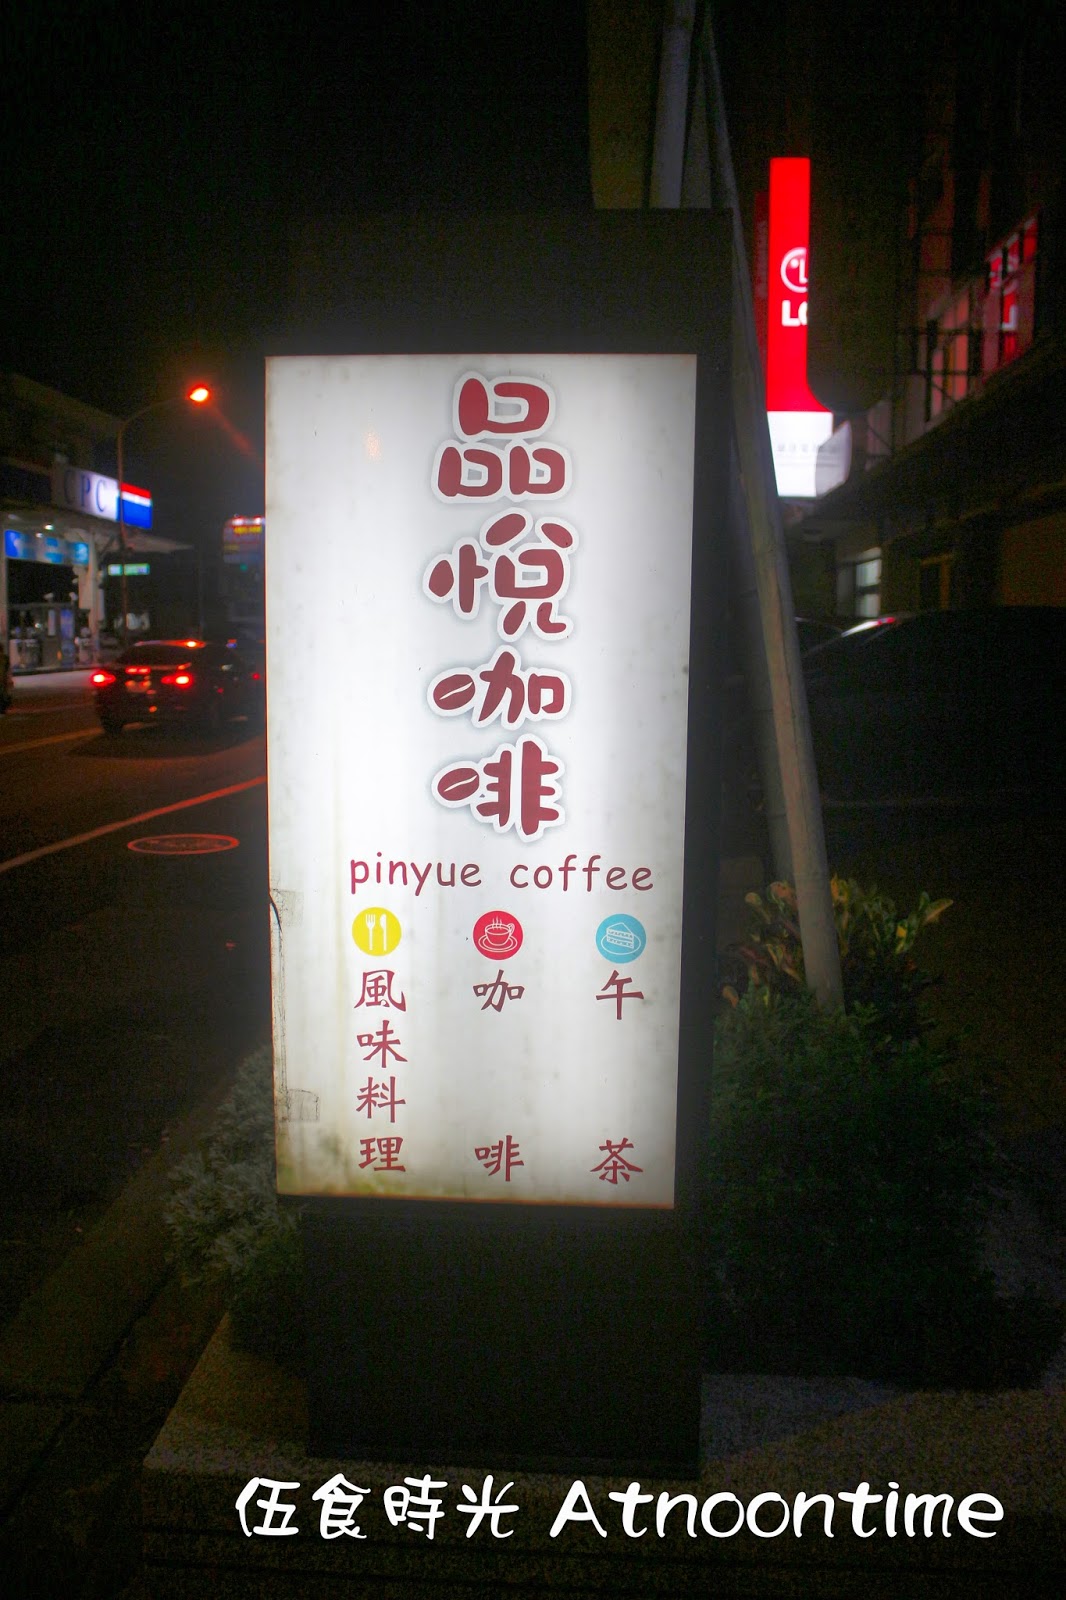 品悅咖啡
pinyue coffee
風味料理
咖啡
午茶
CPC
伍食時光 Atnoontime